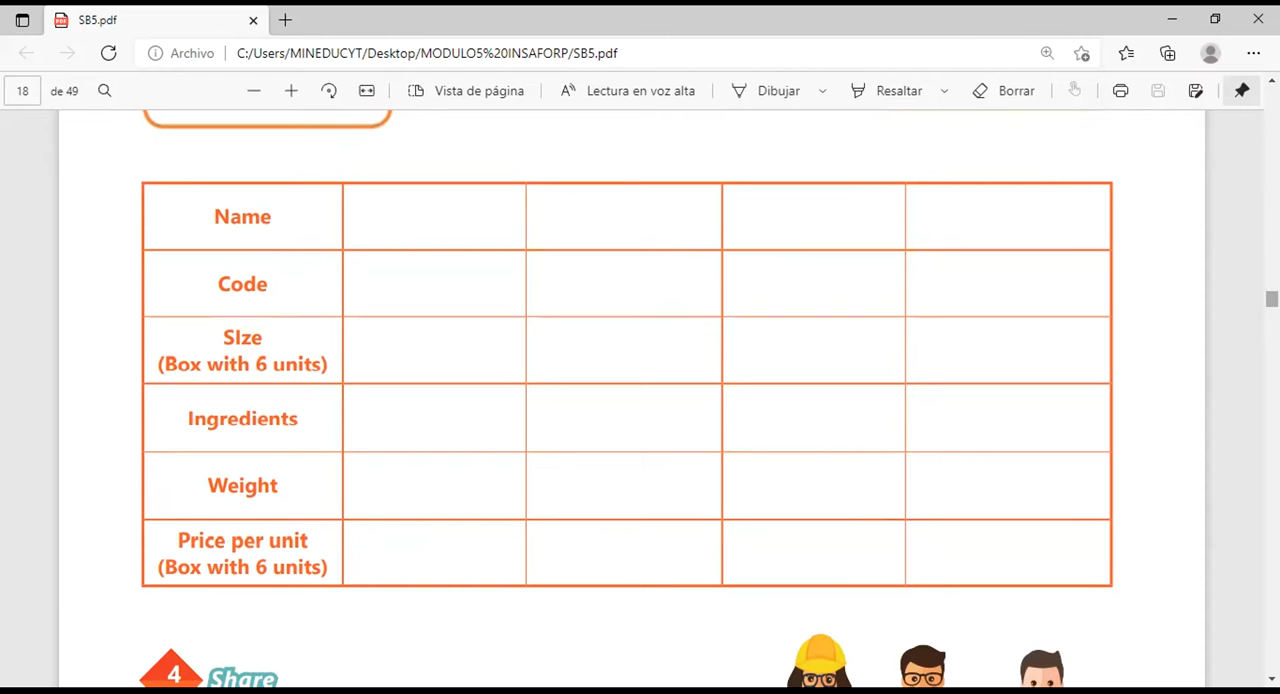 SB5.pdf
Archivo C:/Users/MINEDUCYT/Desktop/MODULO5%20INSAFORP/SB5.pdf
18 de 49 Vista de página Lectura en voz alta Dibujar Resaltar Borrar
Name
Code
SIze
(Box with 6 units)
Ingredients
Weight
Price per unit
(Box with 6 units)
4 Share